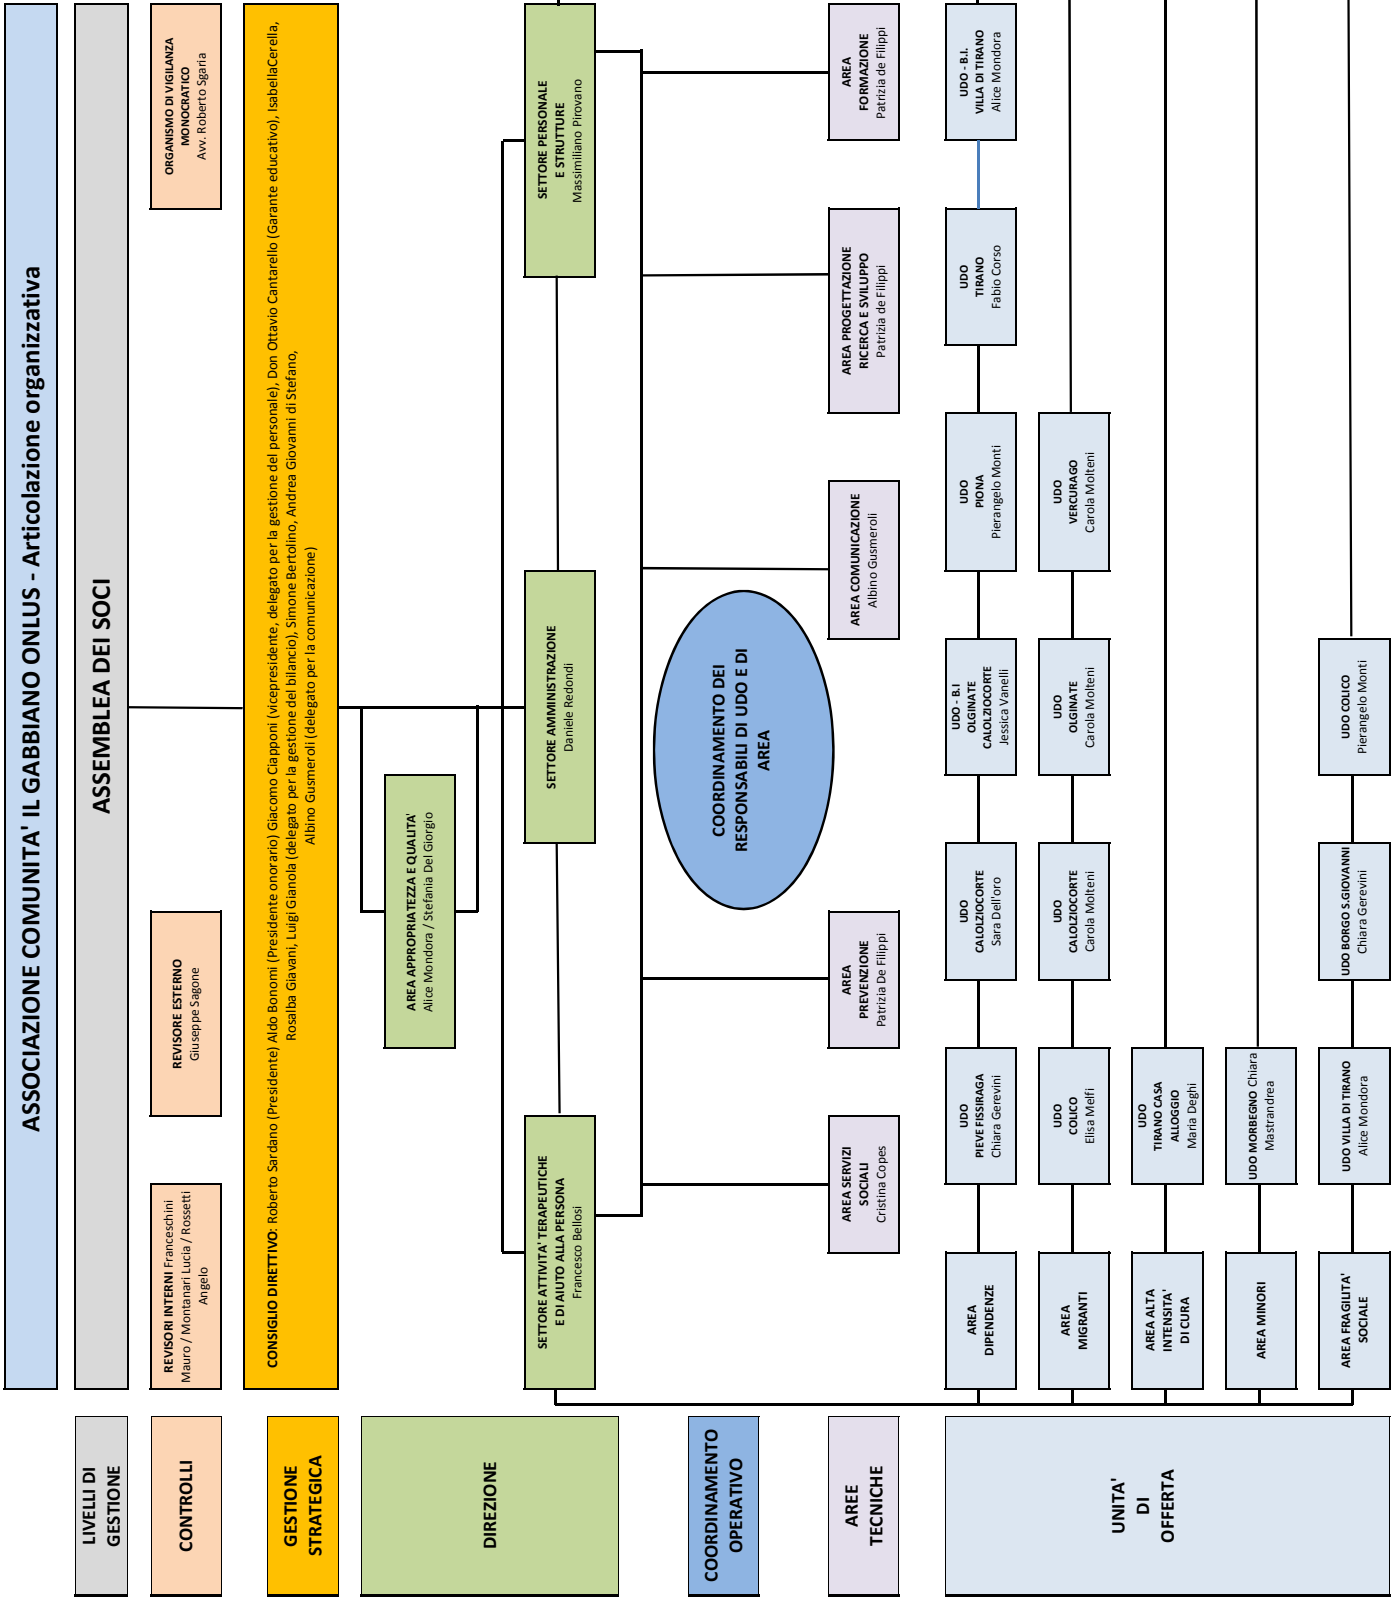 ASSOCIAZIONE COMUNITA' IL GABBIANO ONLUS - Articolazione organizzativa
LIVELLI DI
GESTIONE
ASSEMBLEA DEI SOCI
CONTROLLI
REVISORI INTERNI Franceschini
Mauro / Montanari Lucia / Rossetti
Angelo
REVISORE ESTERNO
Giuseppe Sagone
ORGANISMO DI VIGILANZA
MONOCRATICO
Avv. Roberto Sgaria
GESTIONE
STRATEGICA
CONSIGLIO DIRETTIVO: Roberto Sardano (Presidente) Aldo Bonomi (Presidente onorario) Giacomo Ciapponi (vicepresidente, delegato per la gestione del personale), Don Ottavio Cantarello (Garante educativo), IsabellaCerella,
Rosalba Giavani, Luigi Gianola (delegato per la gestione del bilancio), Simone Bertolino, Andrea Giovanni di Stefano,
Albino Gusmeroli (delegato per la comunicazione)
DIREZIONE
AREA APPROPRIATEZZA E QUALITA'
Alice Mondora / Stefania Del Giorgio
SETTORE ATTIVITA' TERAPEUTICHE
E DI AIUTO ALLA PERSONA
Francesco Bellosi
SETTORE AMMINISTRAZIONE
Daniele Redondi
SETTORE PERSONALE
E STRUTTURE
Massimiliano Pirovano
COORDINAMENTO
OPERATIVO
COORDINAMENTO DEI
RESPONSABILI DI UDO E DI
AREA
AREE
TECNICHE
AREA SERVIZI
SOCIALI
Cristina Copes
AREA
PREVENZIONE
Patrizia De Filippi
AREA COMUNICAZIONE
Albino Gusmeroli
AREA PROGETTAZIONE
RICERCA E SVILUPPO
Patrizia de Filippi
AREA
FORMAZIONE
Patrizia de Filippi
UNITA'
DI
OFFERTA
AREA
DIPENDENZE
UDO
PIEVE FISSIRAGA
Chiara Gerevini
UDO
CALOLZIOCORTE
Sara Dell'oro
UDO - B.I
OLGINATE
CALOLZIOCORTE
Jessica Vanelli
UDO
PIONA
Pierangelo Monti
UDO
TIRANO
Fabio Corso
UDO - B.I.
VILLA DI TIRANO
Alice Mondora
AREA
MIGRANTI
UDO
COLICO
Elisa Melfi
UDO
CALOLZIOCORTE
Carola Molteni
UDO
OLGINATE
Carola Molteni
UDO
VERCURAGO
Carola Molteni
AREA ALTA
INTENSITA'
DI CURA
UDO
TIRANO CASA
ALLOGGIO
Maria Deghi
AREA MINORI
UDO MORBEGNO Chiara
Mastrandrea
AREA FRAGILITA'
SOCIALE
UDO VILLA DI TIRANO
Alice Mondora
UDO BORGO S.GIOVANNI
Chiara Gerevini
UDO COLICO
Pierangelo Monti